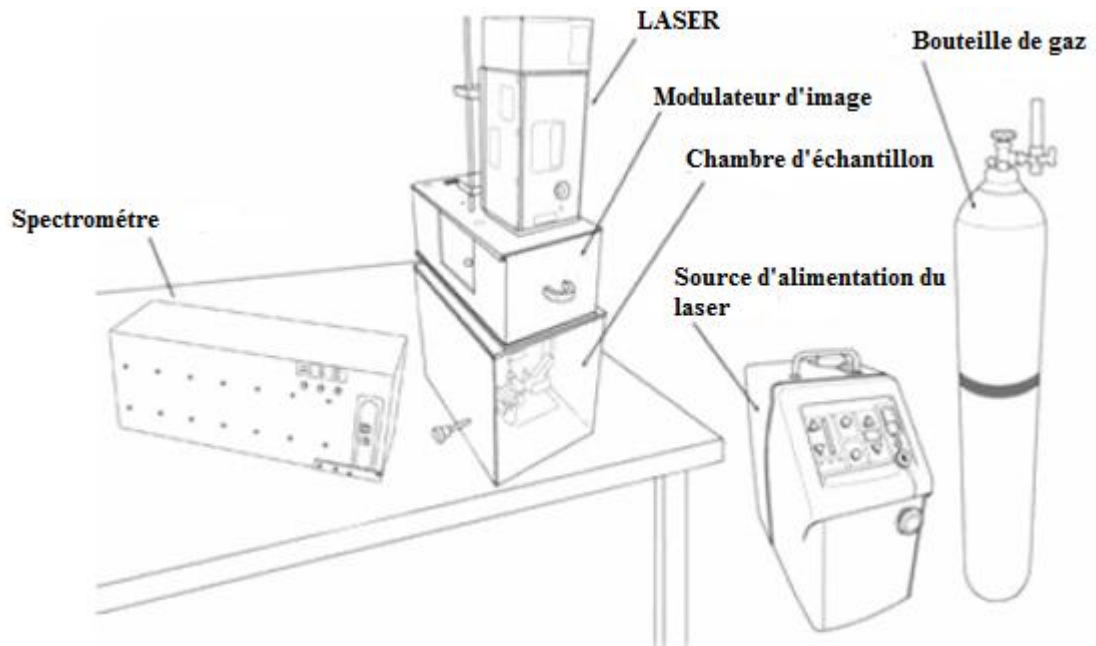 LASER
Bouteille de gaz
Modulateur d'image
Chambre d'échantillon
Spectrométre
Source d'alimentation du
laser